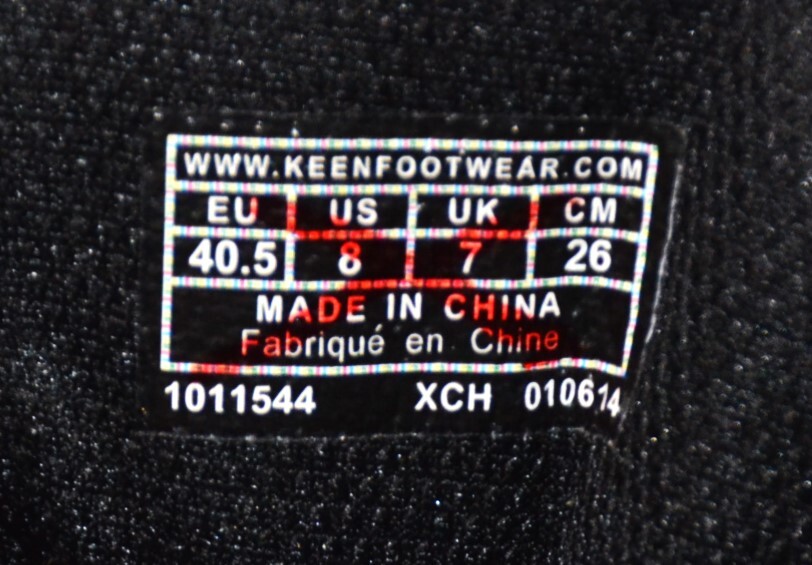 WWW.KEENFOOTWEAR.COM
EU US UK CM
40.5 8 7 26
MADE IN CHINA
Fabriqué en Chine
1011544 XCH 010614